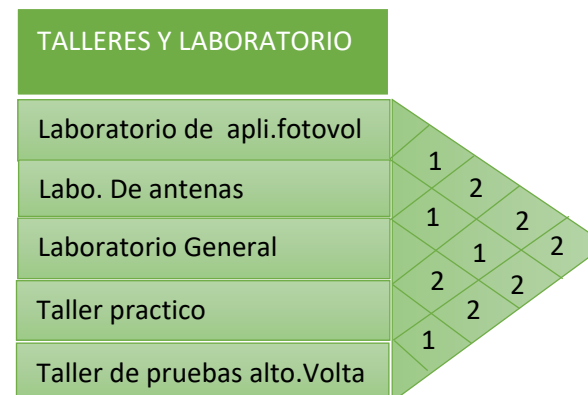 TALLERES Y LABORATORIO
Laboratorio de apli.fotovol
Labo. De antenas
Laboratorio General
Taller practico
Taller de pruebas alto.Volta
1
2
1
2
1
2
2
2
2
1